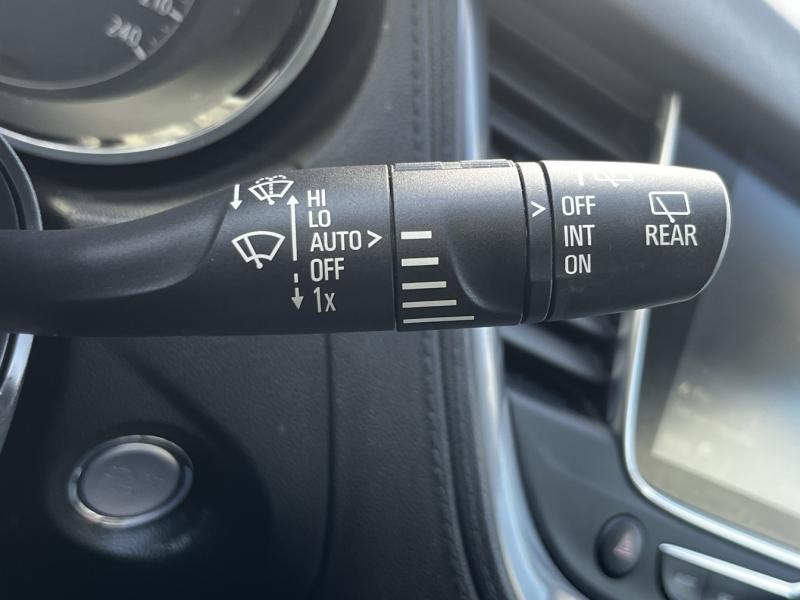 240
HI
LO
AUTO >
OFF
1x
>
OFF
INT
ON
REAR